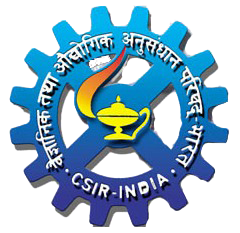 वैज्ञानिक तथा औद्योगिक अनुसंधान परिषद भारत
CSIR-INDIA